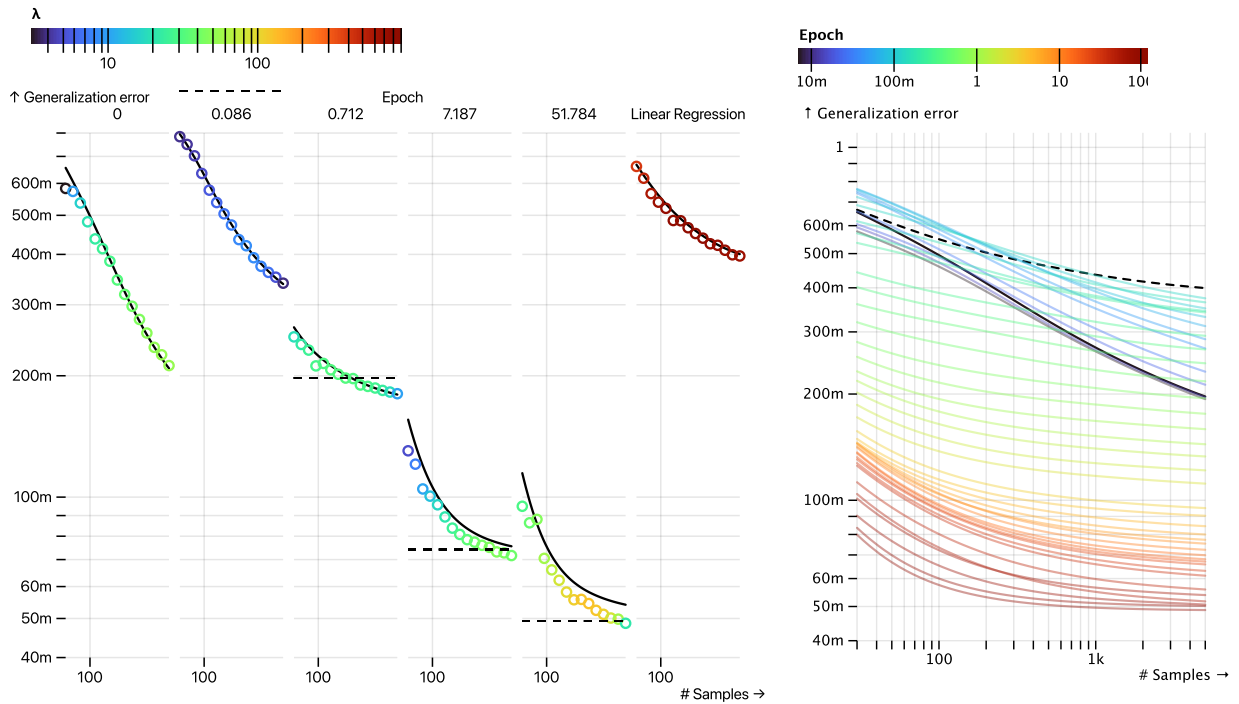 λ
10 100
↑ Generalization error
Epoch
0 0.086 0.712 7.187 51.784 Linear Regression
600m
500m
400m
300m
200m
100m
60m
50m
40m
100 100 100 100 100 100
# Samples →
Epoch
10m 100m 1 10
↑ Generalization error
1
600m
500m
400m
300m
200m
100m
60m
50m
40m
100 1k
# Samples →